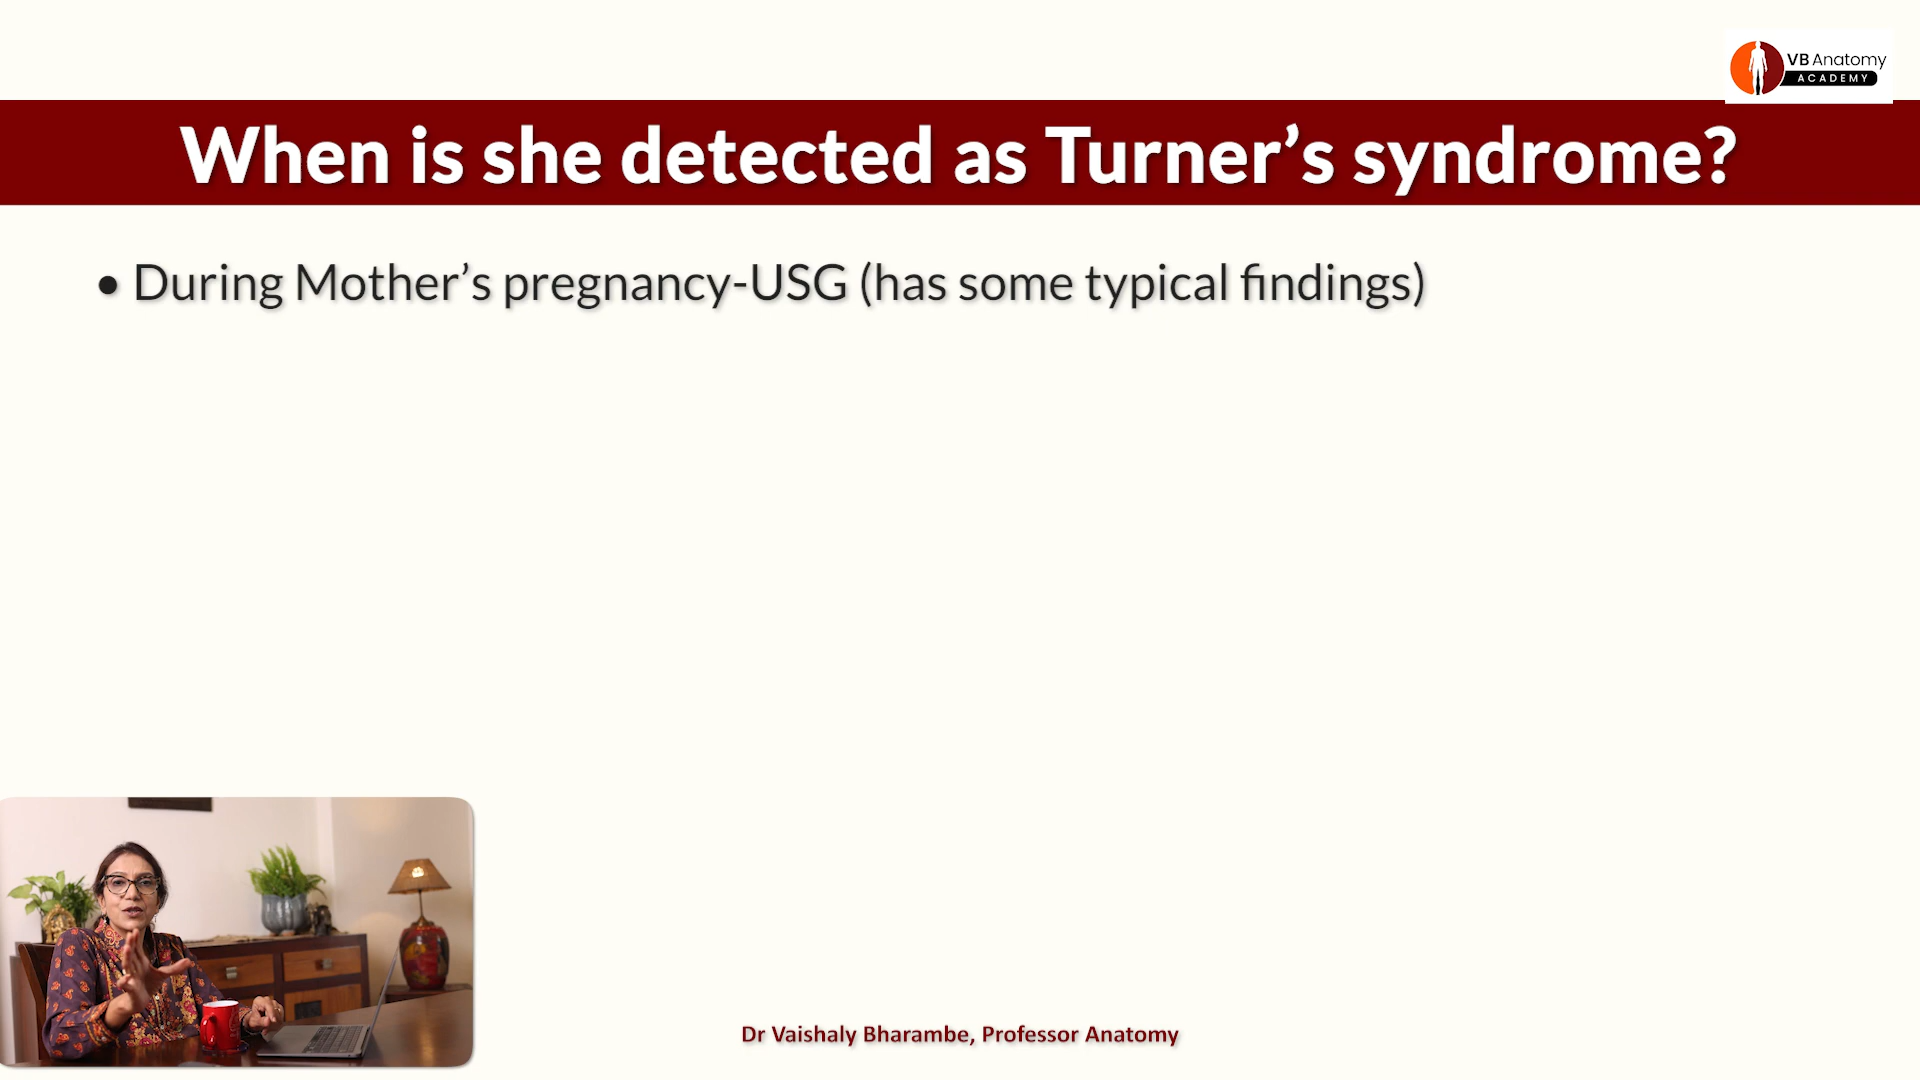 VB Anatomy
ACADEMY
When is she detected as Turner’s syndrome?
• During Mother’s pregnancy-USG (has some typical findings)
Dr Vaishaly Bharambe, Professor Anatomy